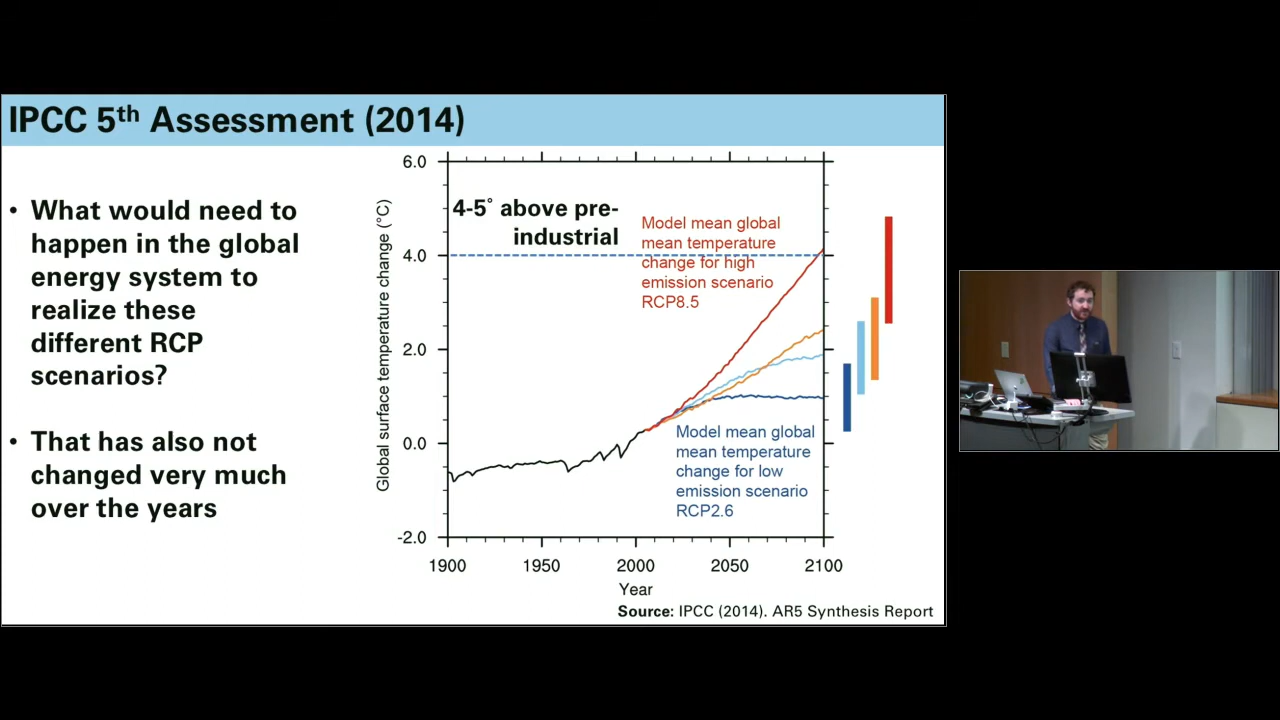 IPCC 5th Assessment (2014)
• What would need to
happen in the global
energy system to
realize these
different RCP
scenarios?
• That has also not
changed very much
over the years
Global surface temperature change (°C)
6.0
4.0
2.0
0.0
-2.0
4-5° above pre-
industrial
Model mean global
mean temperature
change for high
emission scenario
RCP8.5
Model mean global
mean temperature
change for low
emission scenario
RCP2.6
1900
1950
2000
2050
2100
Year
Source: IPCC (2014). AR5 Synthesis Report